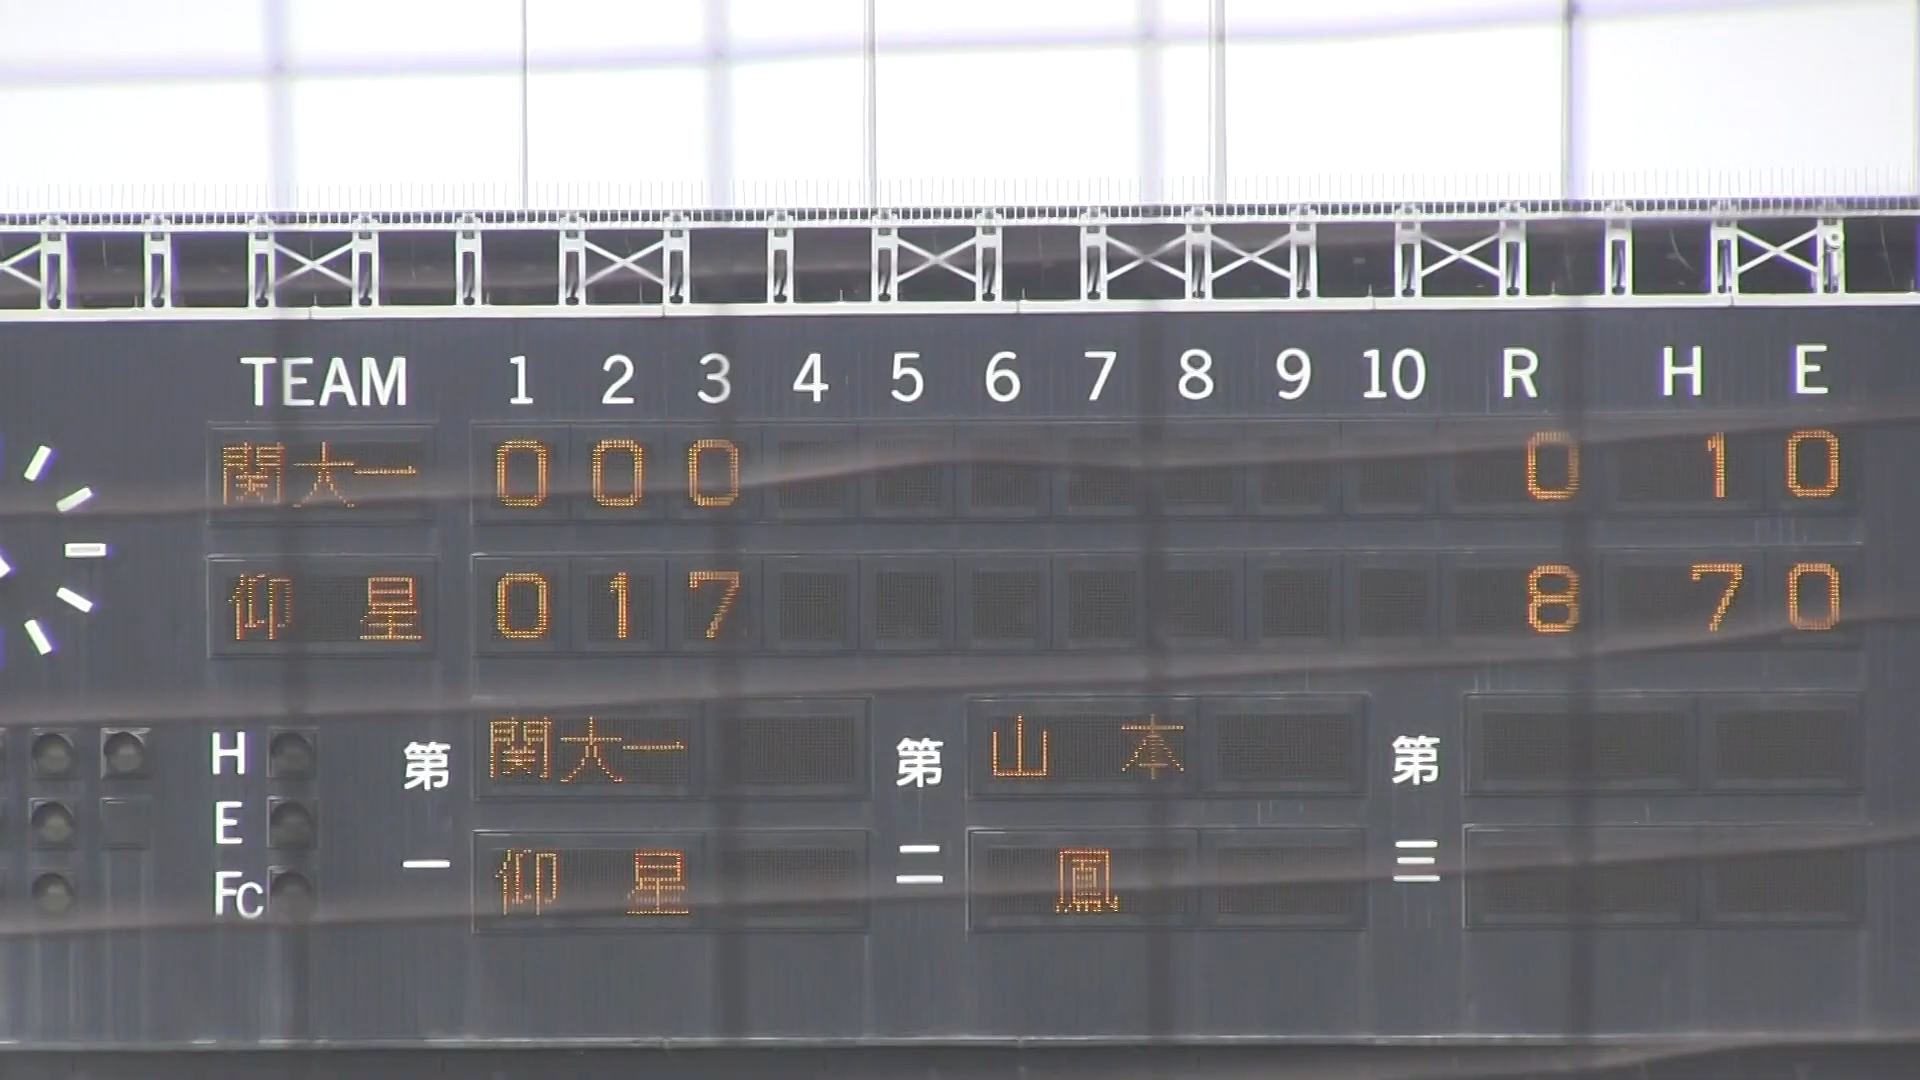 TEAM 1 2 3 4 5 6 7 8 9 10 R H E
関大一 0 0 0 0 1 0
仰星 0 1 7 8 7 0
H 第一 関大一 第二 山本 第三
E 仰星 鳳
FC